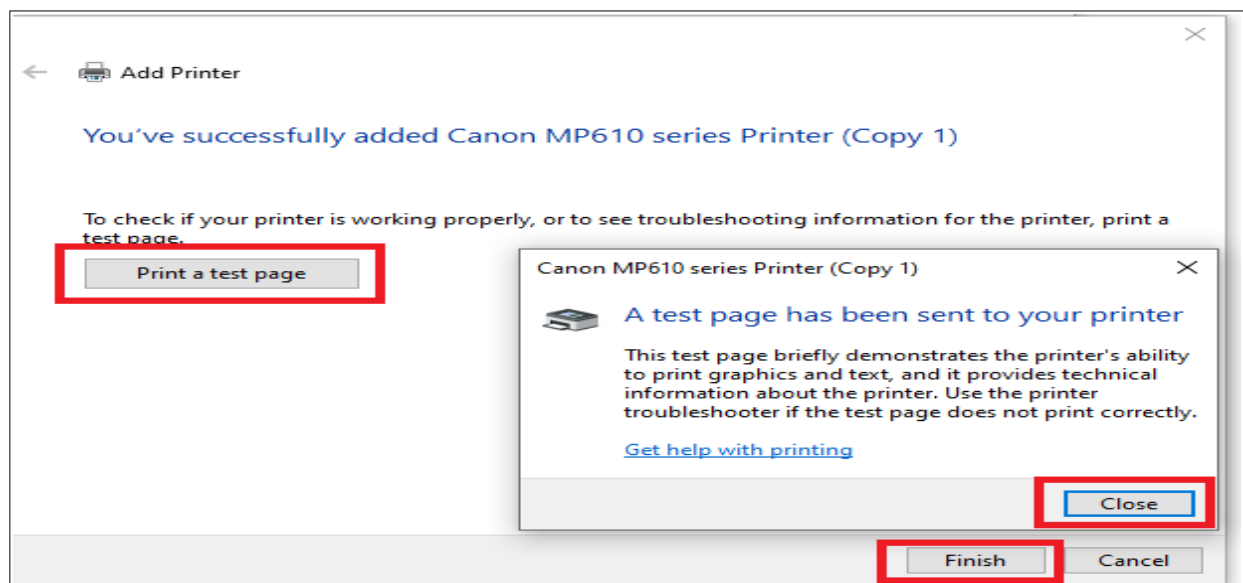 Add Printer
You've successfully added Canon MP610 series Printer (Copy 1)
To check if your printer is working properly, or to see troubleshooting information for the printer, print a
test page.
Print a test page
Canon MP610 series Printer (Copy 1)
A test page has been sent to your printer
This test page briefly demonstrates the printer's ability
to print graphics and text, and it provides technical
information about the printer. Use the printer
troubleshooter if the test page does not print correctly.
Get help with printing
Close
Finish
Cancel